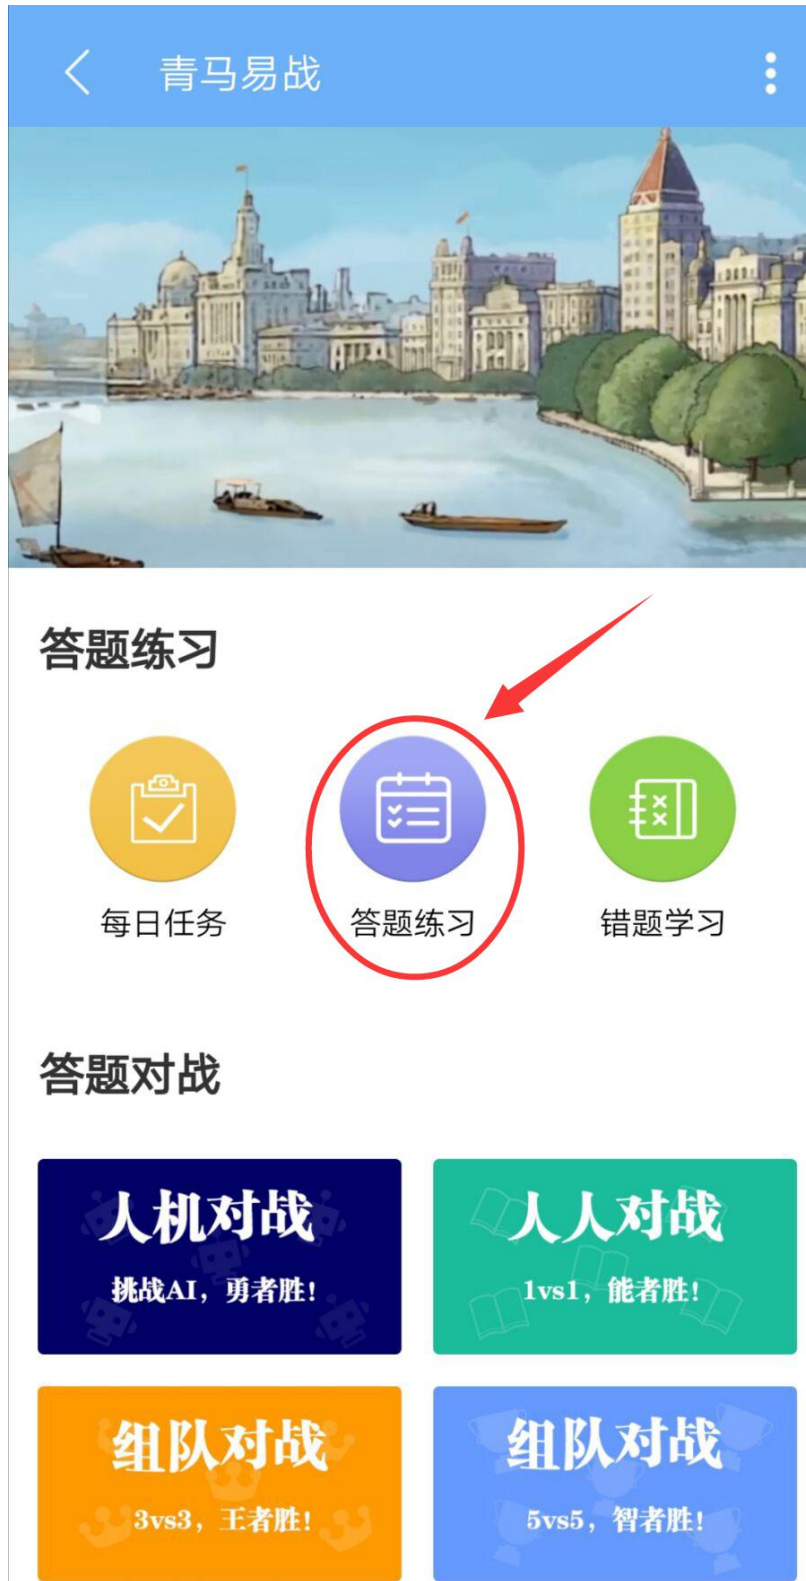 青马易战
答题练习
每日任务
答题练习
错题学习
答题对战
人机对战
挑战AI，勇者胜！
人人对战
1vs1，能者胜！
组队对战
3vs3，王者胜！
组队对战
5vs5，智者胜！